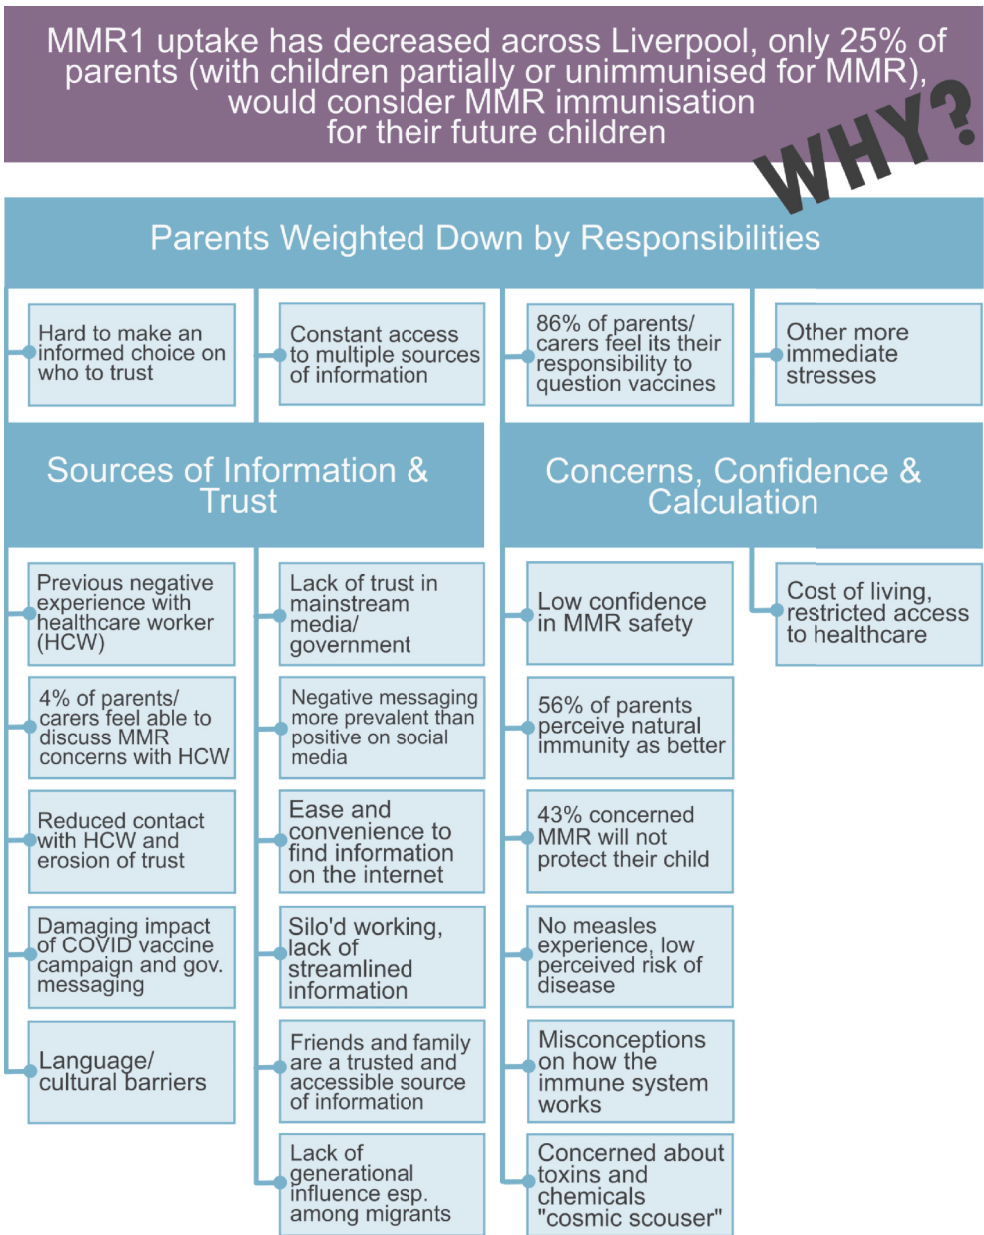 MMR1 uptake has decreased across Liverpool, only 25% of
parents (with children partially or unimmunised for MMR),
would consider MMR immunisation
for their future children
WHY?
Parents Weighted Down by Responsibilities
Hard to make an
informed choice on
who to trust
Constant access
to multiple sources
of information
86% of parents/
carers feel its their
responsibility to
question vaccines
Other more
immediate
stresses
Sources of Information &
Trust
Concerns, Confidence &
Calculation
Previous negative
experience with
healthcare worker
(HCW)
4% of parents/
carers feel able to
discuss MMR
concerns with HCW
Reduced contact
with HCW and
erosion of trust
Damaging impact
of COVID vaccine
campaign and gov.
messaging
Language/
cultural barriers
Lack of trust in
mainstream
media/
government
Negative messaging
more prevalent than
positive on social
media
Ease and
convenience to
find information
on the internet
Silo'd working,
lack of
streamlined
information
Friends and family
are a trusted and
accessible source
of information
Lack of
generational
influence esp.
among migrants
Low confidence
in MMR safety
56% of parents
perceive natural
immunity as better
43% concerned
MMR will not
protect their child
No measles
experience, low
perceived risk of
disease
Misconceptions
on how the
immune system
works
Concerned about
toxins and
chemicals
"cosmic scouser"
Cost of living,
restricted access
to healthcare